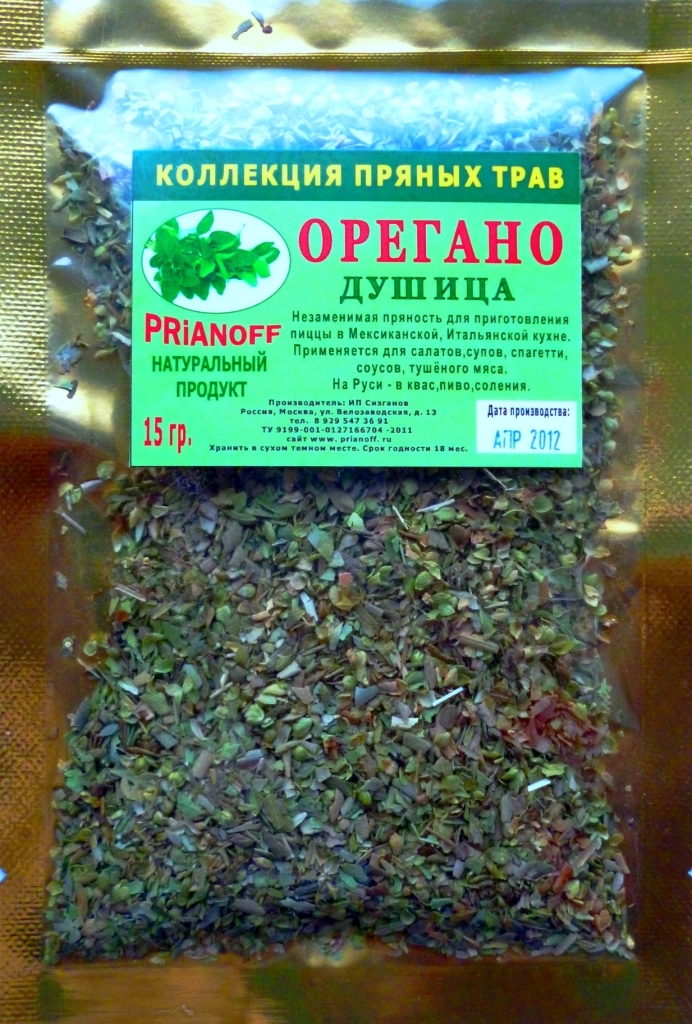 КОЛЛЕКЦИЯ ПРЯНЫХ ТРАВ
ОРЕГАНО
ДУШИЦА
PRiANOFF
НАТУРАЛЬНЫЙ
ПРОДУКТ
15 гр.
Незаменимая пряность для приготовления
пиццы в Мексиканской, Итальянской кухне.
Применяется для салатов,супов, спагетти,
соусов, тушёного мяса.
На Руси - в квас,пиво,соления.
Производитель: ИП Сизганов
Россия, Москва, ул. Велозаводская, д. 13
тел. 8 929 547 36 91
ТУ 9199-001-0127166704 -2011
сайт www. prianoff. ru
Хранить в сухом темном месте. Срок годности 18 мес.
Дата производства:
АПР 2012